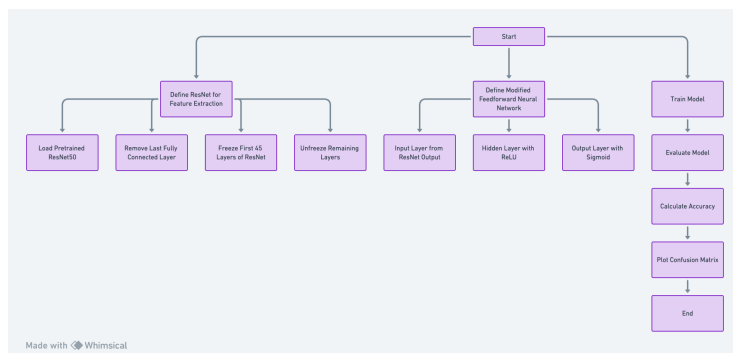 Start
Define ResNet for
Feature Extraction
Define Modified
Feedforward Neural
Network
Train Model
Load Pretrained
ResNet50
Remove Last Fully
Connected Layer
Freeze First 45
Layers of ResNet
Unfreeze Remaining
Layers
Input Layer from
ResNet Output
Hidden Layer with
ReLU
Output Layer with
Sigmoid
Evaluate Model
Calculate Accuracy
Plot Confusion Matrix
End
Made with Whimsical